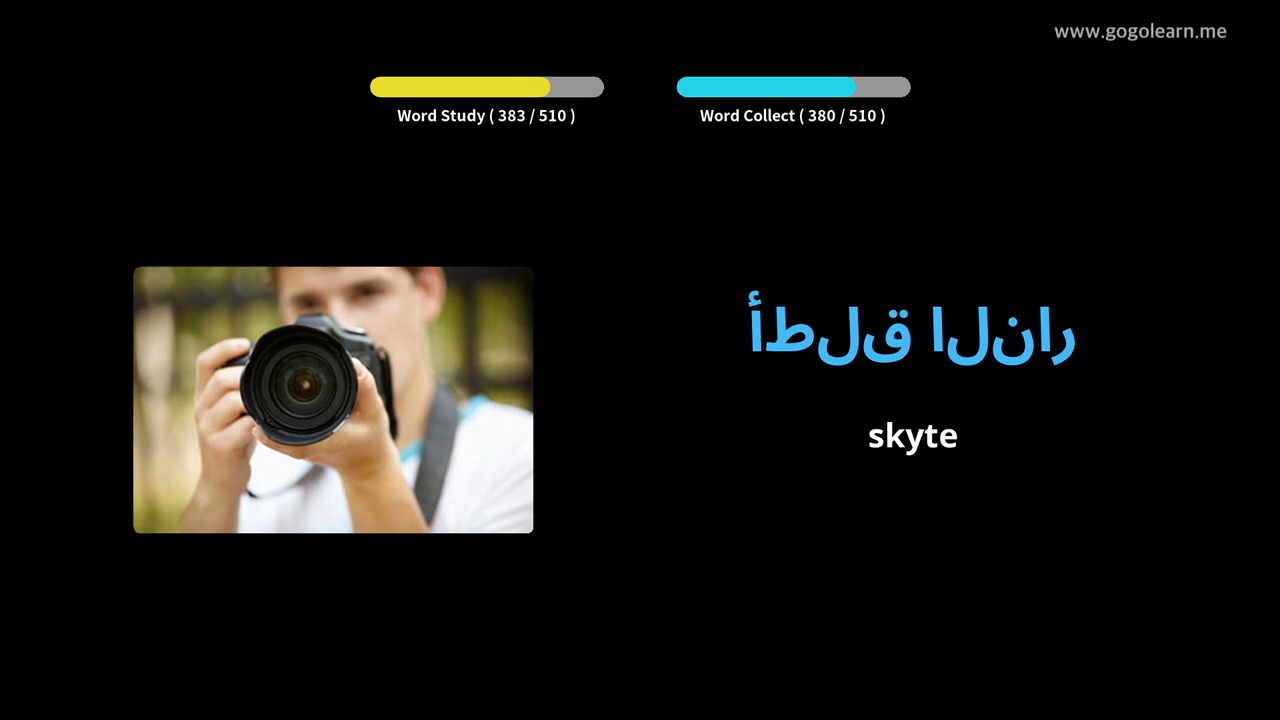 www.gogolearn.me
Word Study ( 383 / 510 )
Word Collect ( 380 / 510 )
أطلق النار
skyte